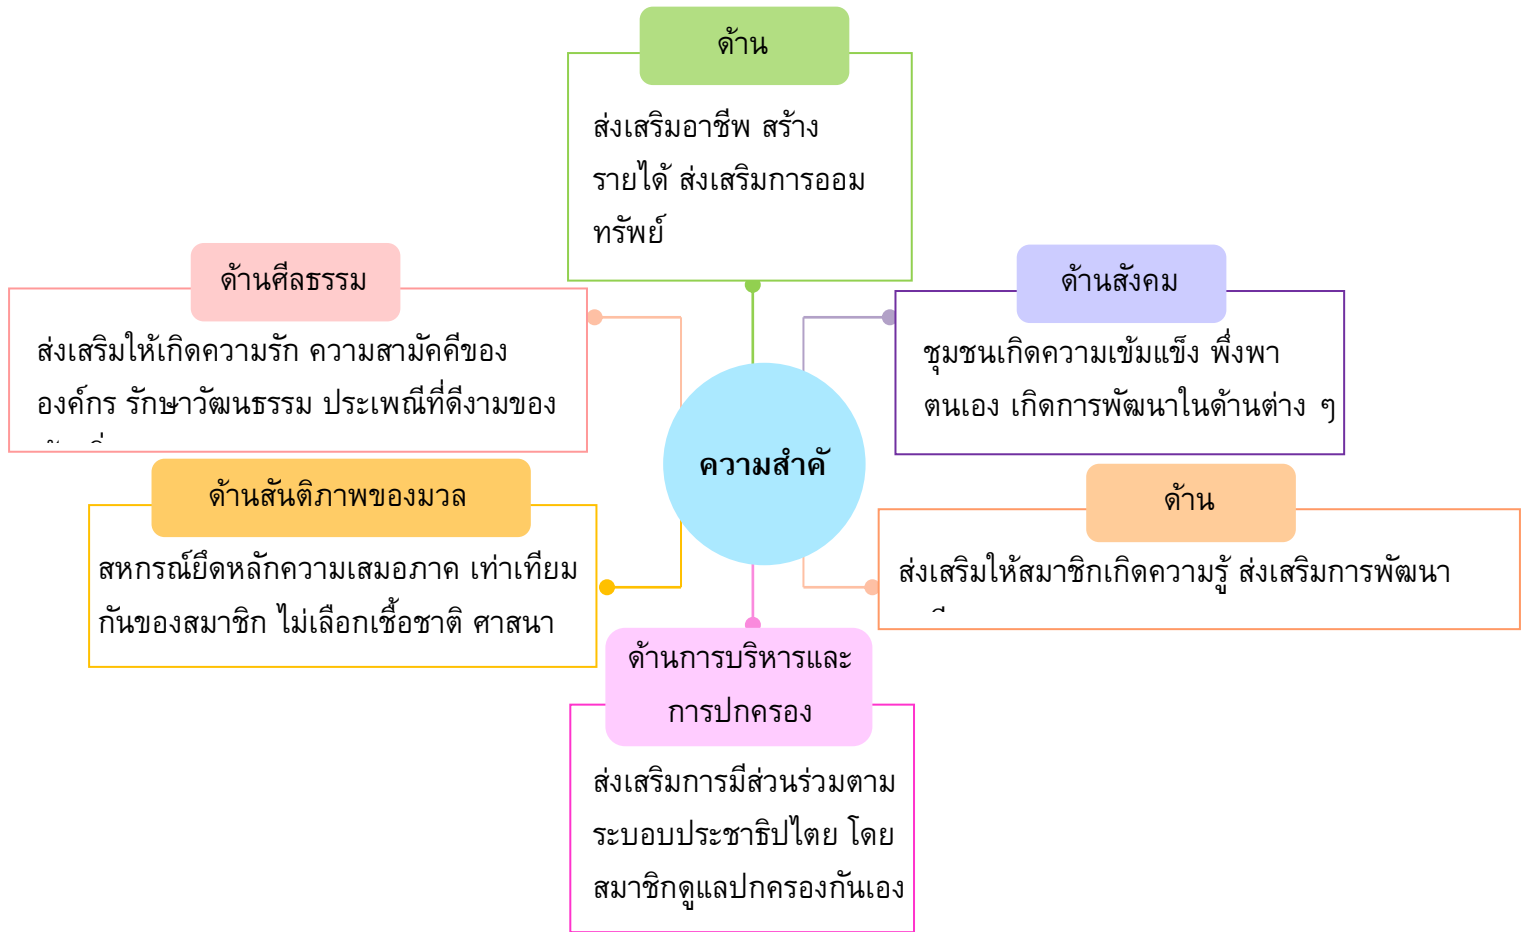 ด้าน
ส่งเสริมอาชีพ สร้าง
รายได้ ส่งเสริมการออม
ทรัพย์
ด้านศีลธรรม
ส่งเสริมให้เกิดความรัก ความสามัคคีของ
องค์กร รักษาวัฒนธรรม ประเพณีที่ดีงามของ
ด้านสังคม
ชุมชนเกิดความเข้มแข็ง พึ่งพา
ตนเอง เกิดการพัฒนาในด้านต่าง ๆ
ความสำคั
ด้านสันติภาพของมวล
สหกรณ์ยึดหลักความเสมอภาค เท่าเทียม
กันของสมาชิก ไม่เลือกเชื้อชาติ ศาสนา
ด้าน
ส่งเสริมให้สมาชิกเกิดความรู้ ส่งเสริมการพัฒนา
ด้านการบริหารและ
การปกครอง
ส่งเสริมการมีส่วนร่วมตาม
ระบอบประชาธิปไตย โดย
สมาชิกดูแลปกครองกันเอง